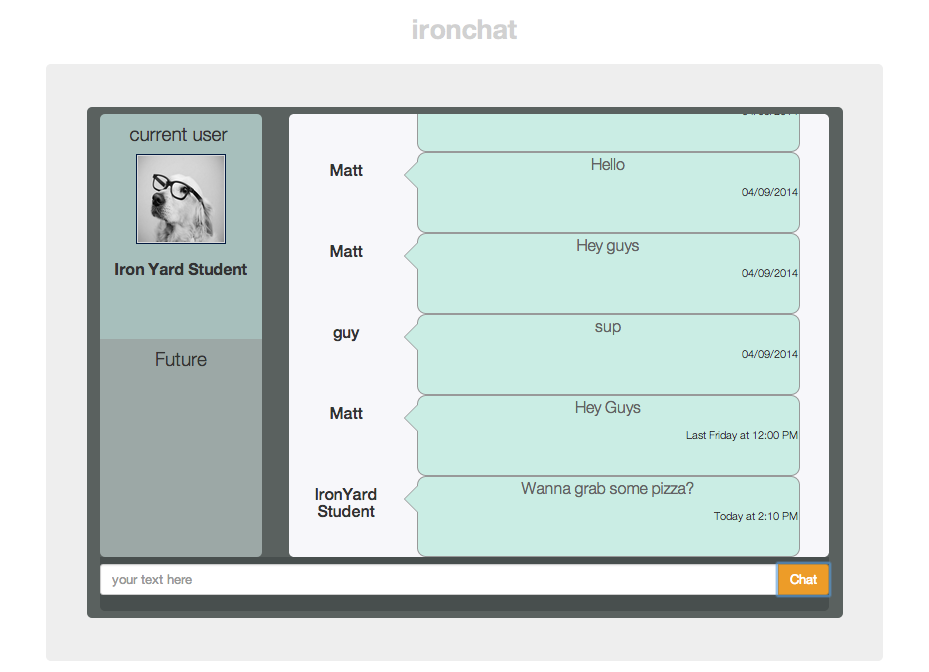 ironchat
current user
Iron Yard Student
Future
Matt
Hello
04/09/2014
Matt
Hey guys
04/09/2014
guy
sup
04/09/2014
Matt
Hey Guys
Last Friday at 12:00 PM
IronYard
Student
Wanna grab some pizza?
Today at 2:10 PM
your text here
Chat